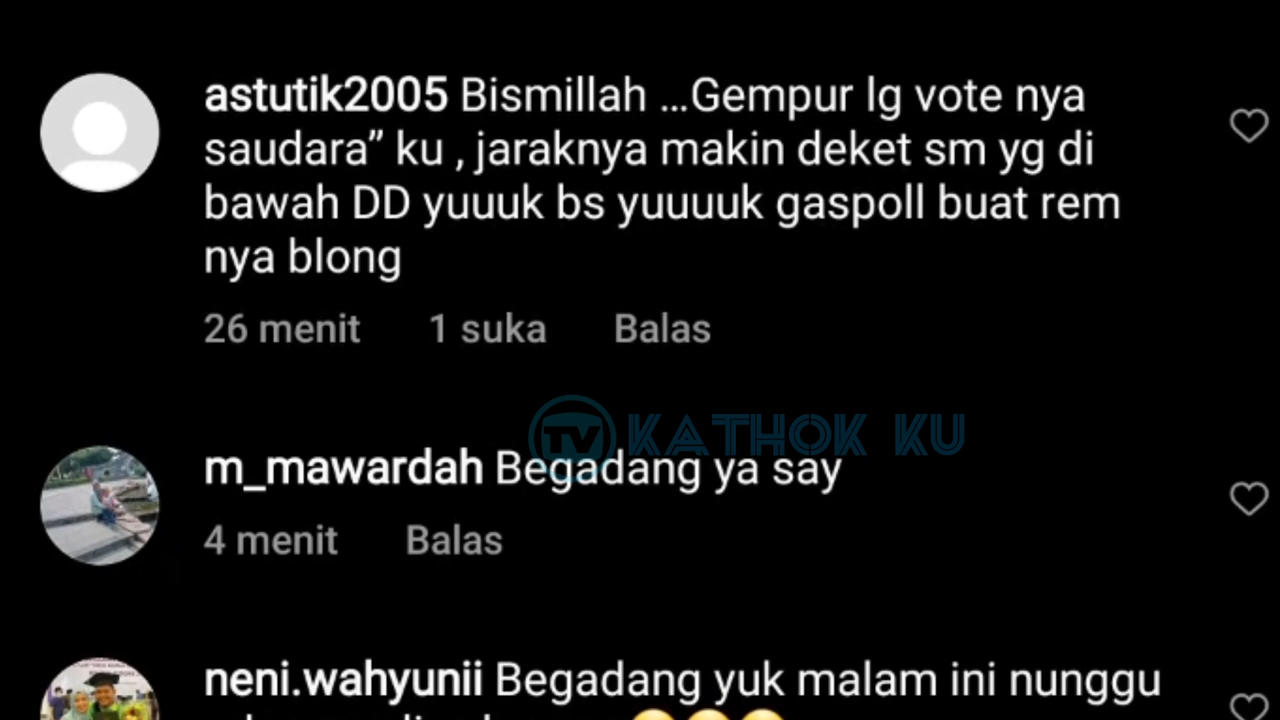 astutik2005 Bismillah ...Gempur lg vote nya
saudara” ku , jaraknya makin deket sm yg di
bawah DD yuuuk bs yuuuuk gaspoll buat rem
nya blong
26 menit 1 suka Balas
TV KATHOK KU
m_mawardah Begadang ya say
4 menit Balas
neni.wahyunii Begadang yuk malam ini nunggu